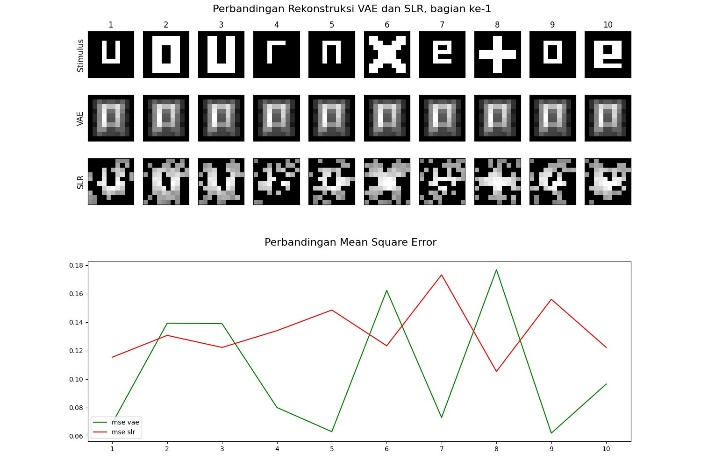 Perbandingan Rekonstruksi VAE dan SLR, bagian ke-1
1 2 3 4 5 6 7 8 9 10
Stimulus
u o u r n x e + o e
VAE
SLR
Perbandingan Mean Square Error
0.18
0.16
0.14
0.12
0.10
0.08
0.06
mse vae
mse slr
1 2 3 4 5 6 7 8 9 10